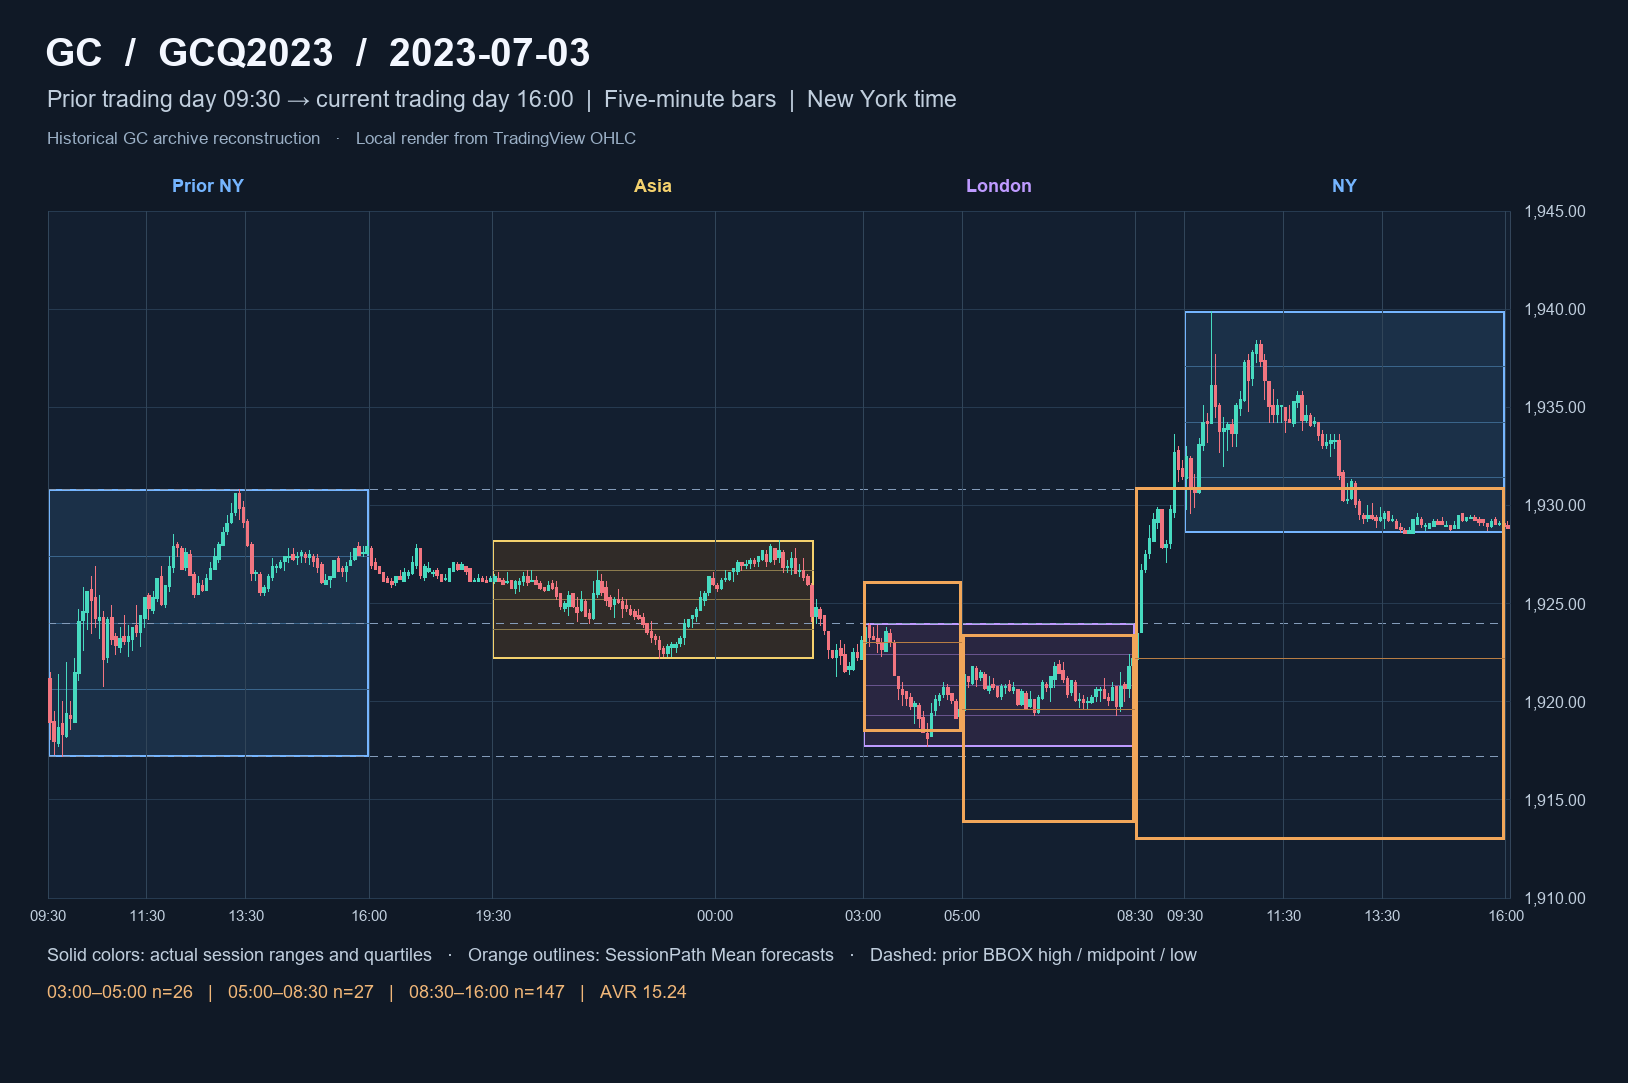 GC / GCQ2023 / 2023-07-03
Prior trading day 09:30 → current trading day 16:00 | Five-minute bars | New York time
Historical GC archive reconstruction · Local render from TradingView OHLC
Prior NY Asia London NY
1,945.00
1,940.00
1,935.00
1,930.00
1,925.00
1,920.00
1,915.00
1,910.00
09:30 11:30 13:30 16:00 19:30 00:00 03:00 05:00 08:30 09:30 11:30 13:30 16:00
Solid colors: actual session ranges and quartiles · Orange outlines: SessionPath Mean forecasts · Dashed: prior BBOX high / midpoint / low
03:00–05:00 n=26 | 05:00–08:30 n=27 | 08:30–16:00 n=147 | AVR 15.24